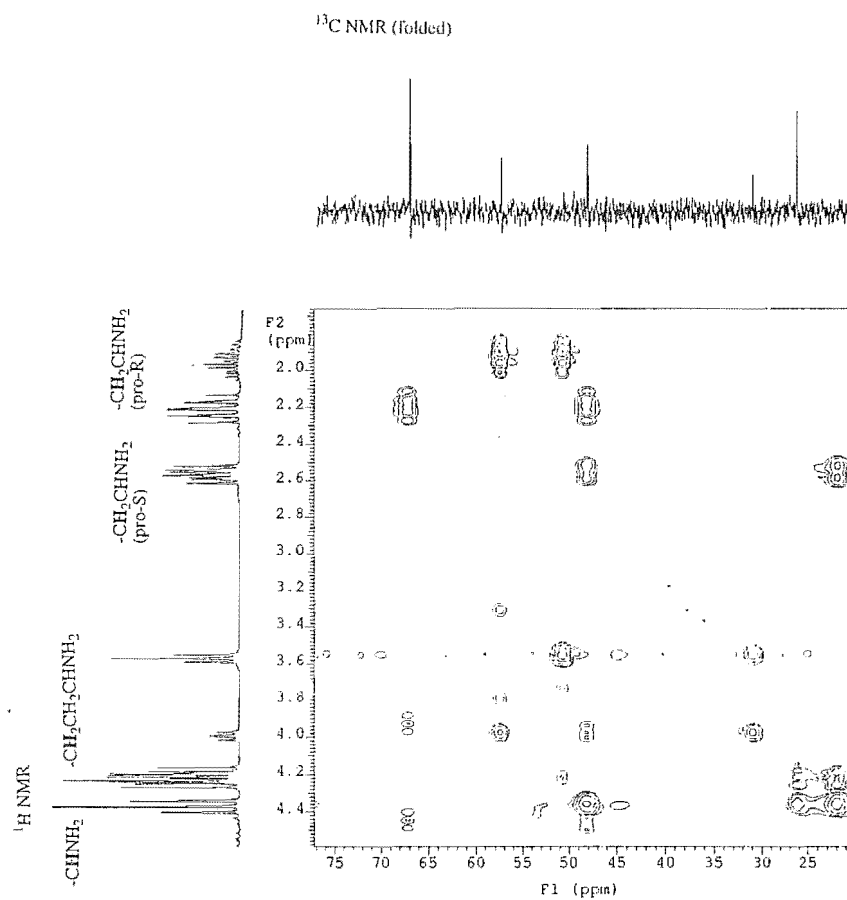 ¹³C NMR (folded)
F2
(ppm)
2.0
2.2
2.4
2.6
2.8
3.0
3.2
3.4
3.6
3.8
4.0
4.2
4.4
75 70 65 60 55 50 45 40 35 30 25
F1 (ppm)
-CH₂CHNH₂
(pro-R)
-CH₂CHNH₂
(pro-S)
-CH₂CH₂CHNH₂
-CHNH₂
¹H NMR